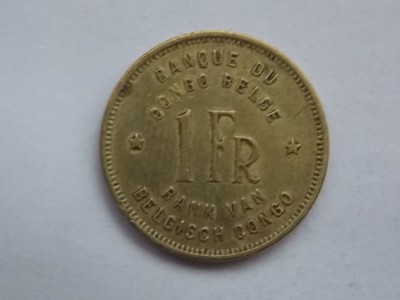 BANQUE DU
CONGO BELGE
1 FR
BANK VAN
BELGISCH CONGO